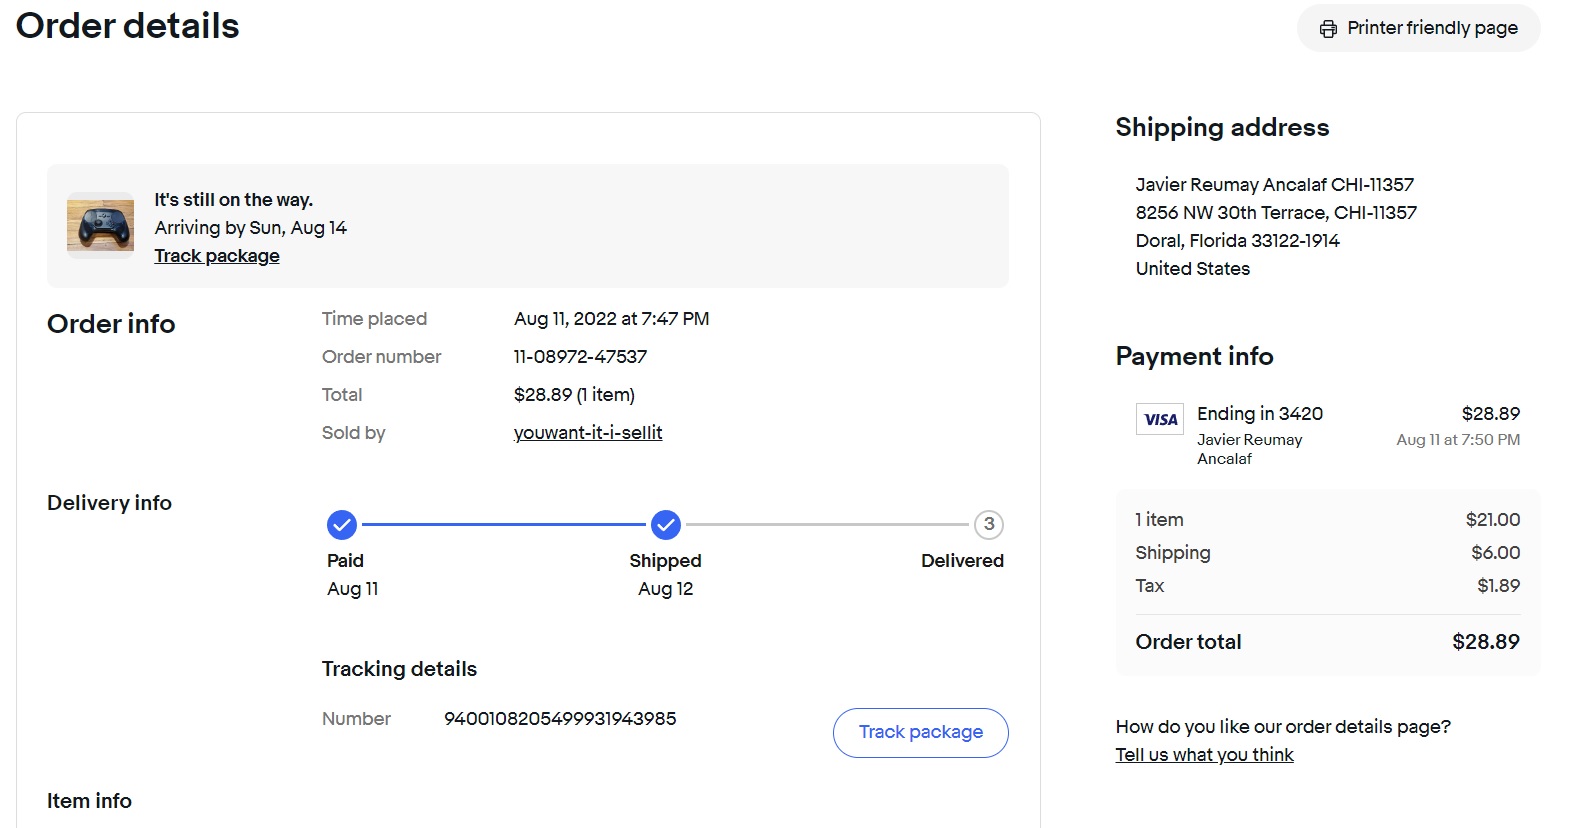 Order details
Printer friendly page
It's still on the way.
Arriving by Sun, Aug 14
Track package
Order info
Time placed Aug 11, 2022 at 7:47 PM
Order number 11-08972-47537
Total $28.89 (1 item)
Sold by youwant-it-i-sellit
Delivery info
3
Paid Shipped Delivered
Aug 11 Aug 12
Tracking details
Number 9400108205499931943985
Track package
Item info
Shipping address
Javier Reumay Ancalaf CHI-11357
8256 NW 30th Terrace, CHI-11357
Doral, Florida 33122-1914
United States
Payment info
VISA Ending in 3420 $28.89
Javier Reumay Aug 11 at 7:50 PM
Ancalaf
1 item $21.00
Shipping $6.00
Tax $1.89
Order total $28.89
How do you like our order details page?
Tell us what you think